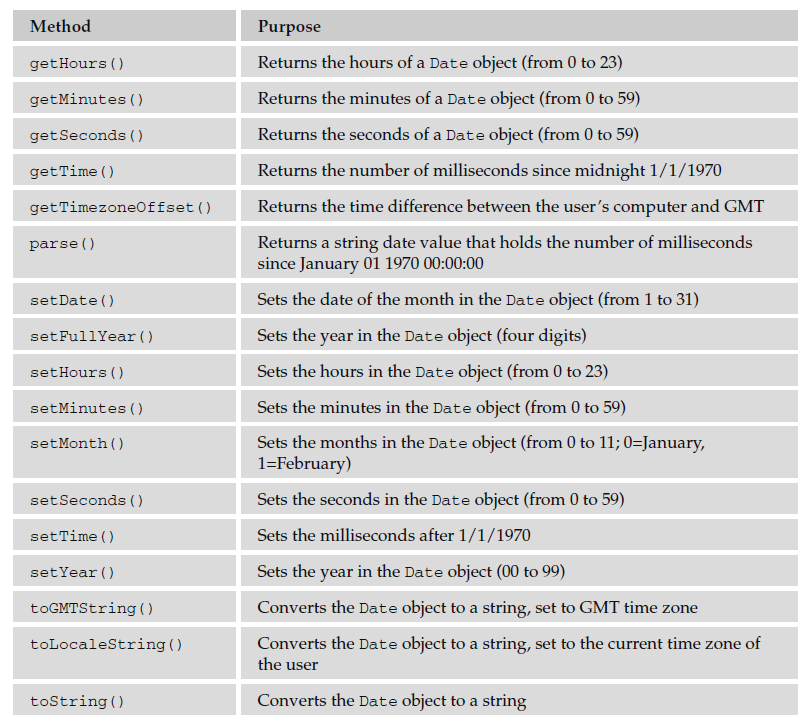 Method Purpose
getHours() Returns the hours of a Date object (from 0 to 23)
getMinutes() Returns the minutes of a Date object (from 0 to 59)
getSeconds() Returns the seconds of a Date object (from 0 to 59)
getTime() Returns the number of milliseconds since midnight 1/1/1970
getTimezoneOffset() Returns the time difference between the user’s computer and GMT
parse() Returns a string date value that holds the number of milliseconds
since January 01 1970 00:00:00
setDate() Sets the date of the month in the Date object (from 1 to 31)
setFullYear() Sets the year in the Date object (four digits)
setHours() Sets the hours in the Date object (from 0 to 23)
setMinutes() Sets the minutes in the Date object (from 0 to 59)
setMonth() Sets the months in the Date object (from 0 to 11; 0=January,
1=February)
setSeconds() Sets the seconds in the Date object (from 0 to 59)
setTime() Sets the milliseconds after 1/1/1970
setYear() Sets the year in the Date object (00 to 99)
toGMTString() Converts the Date object to a string, set to GMT time zone
toLocaleString() Converts the Date object to a string, set to the current time zone of
the user
toString() Converts the Date object to a string